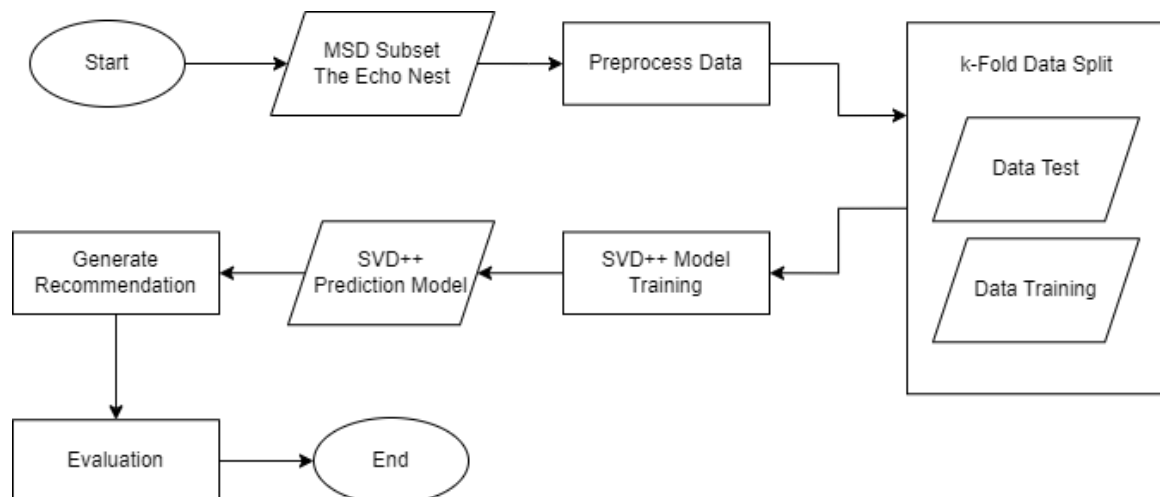 Start
MSD Subset
The Echo Nest
Preprocess Data
k-Fold Data Split
Data Test
Data Training
SVD++ Model
Training
SVD++
Prediction Model
Generate
Recommendation
Evaluation
End